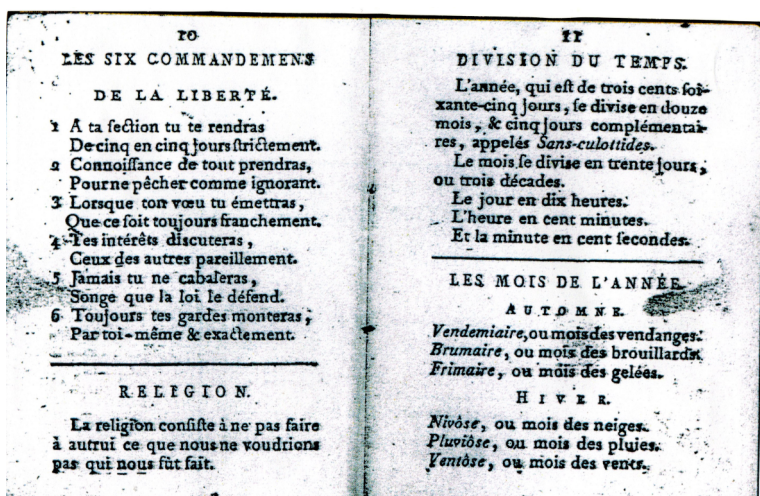 10
LES SIX COMMANDEMENS
DE LA LIBERTÉ.
1 A ta ſection tu te rendras
De cinq en cinq jours ſtrictement.
2 Connoiſſance de tout prendras,
Pour ne pêcher comme ignorant.
3 Lorsque ton vœu tu émettras,
Que ce ſoit toujours franchement.
4 Tes intérêts discuteras,
Ceux des autres pareillement.
5 Jamais tu ne cabaleras,
Songe que la loi le défend.
6 Toujours tes gardes monteras,
Par toi-même & exactement.
RELIGION.
La religion conſiſte à ne pas faire
à autrui ce que nous ne voudrions
pas qui nous fût fait.
11
DIVISION DU TEMPS.
L'année, qui eſt de trois cents ſoi-
xante-cinq jours, ſe divise en douze
mois, & cinq jours complémentai-
res, appelés Sans-culottides.
Le mois ſe divise en trente jours,
ou trois décades.
Le jour en dix heures.
L'heure en cent minutes.
Et la minute en cent ſecondes.
LES MOIS DE L'ANNÉE.
AUTOMNE.
Vendemiaire, ou mois des vendanges.
Brumaire, ou mois des brouillards.
Frimaire, ou mois des gelées.
HIVER.
Nivôse, ou mois des neiges.
Pluviôse, ou mois des pluies.
Ventôse, ou mois des vents.